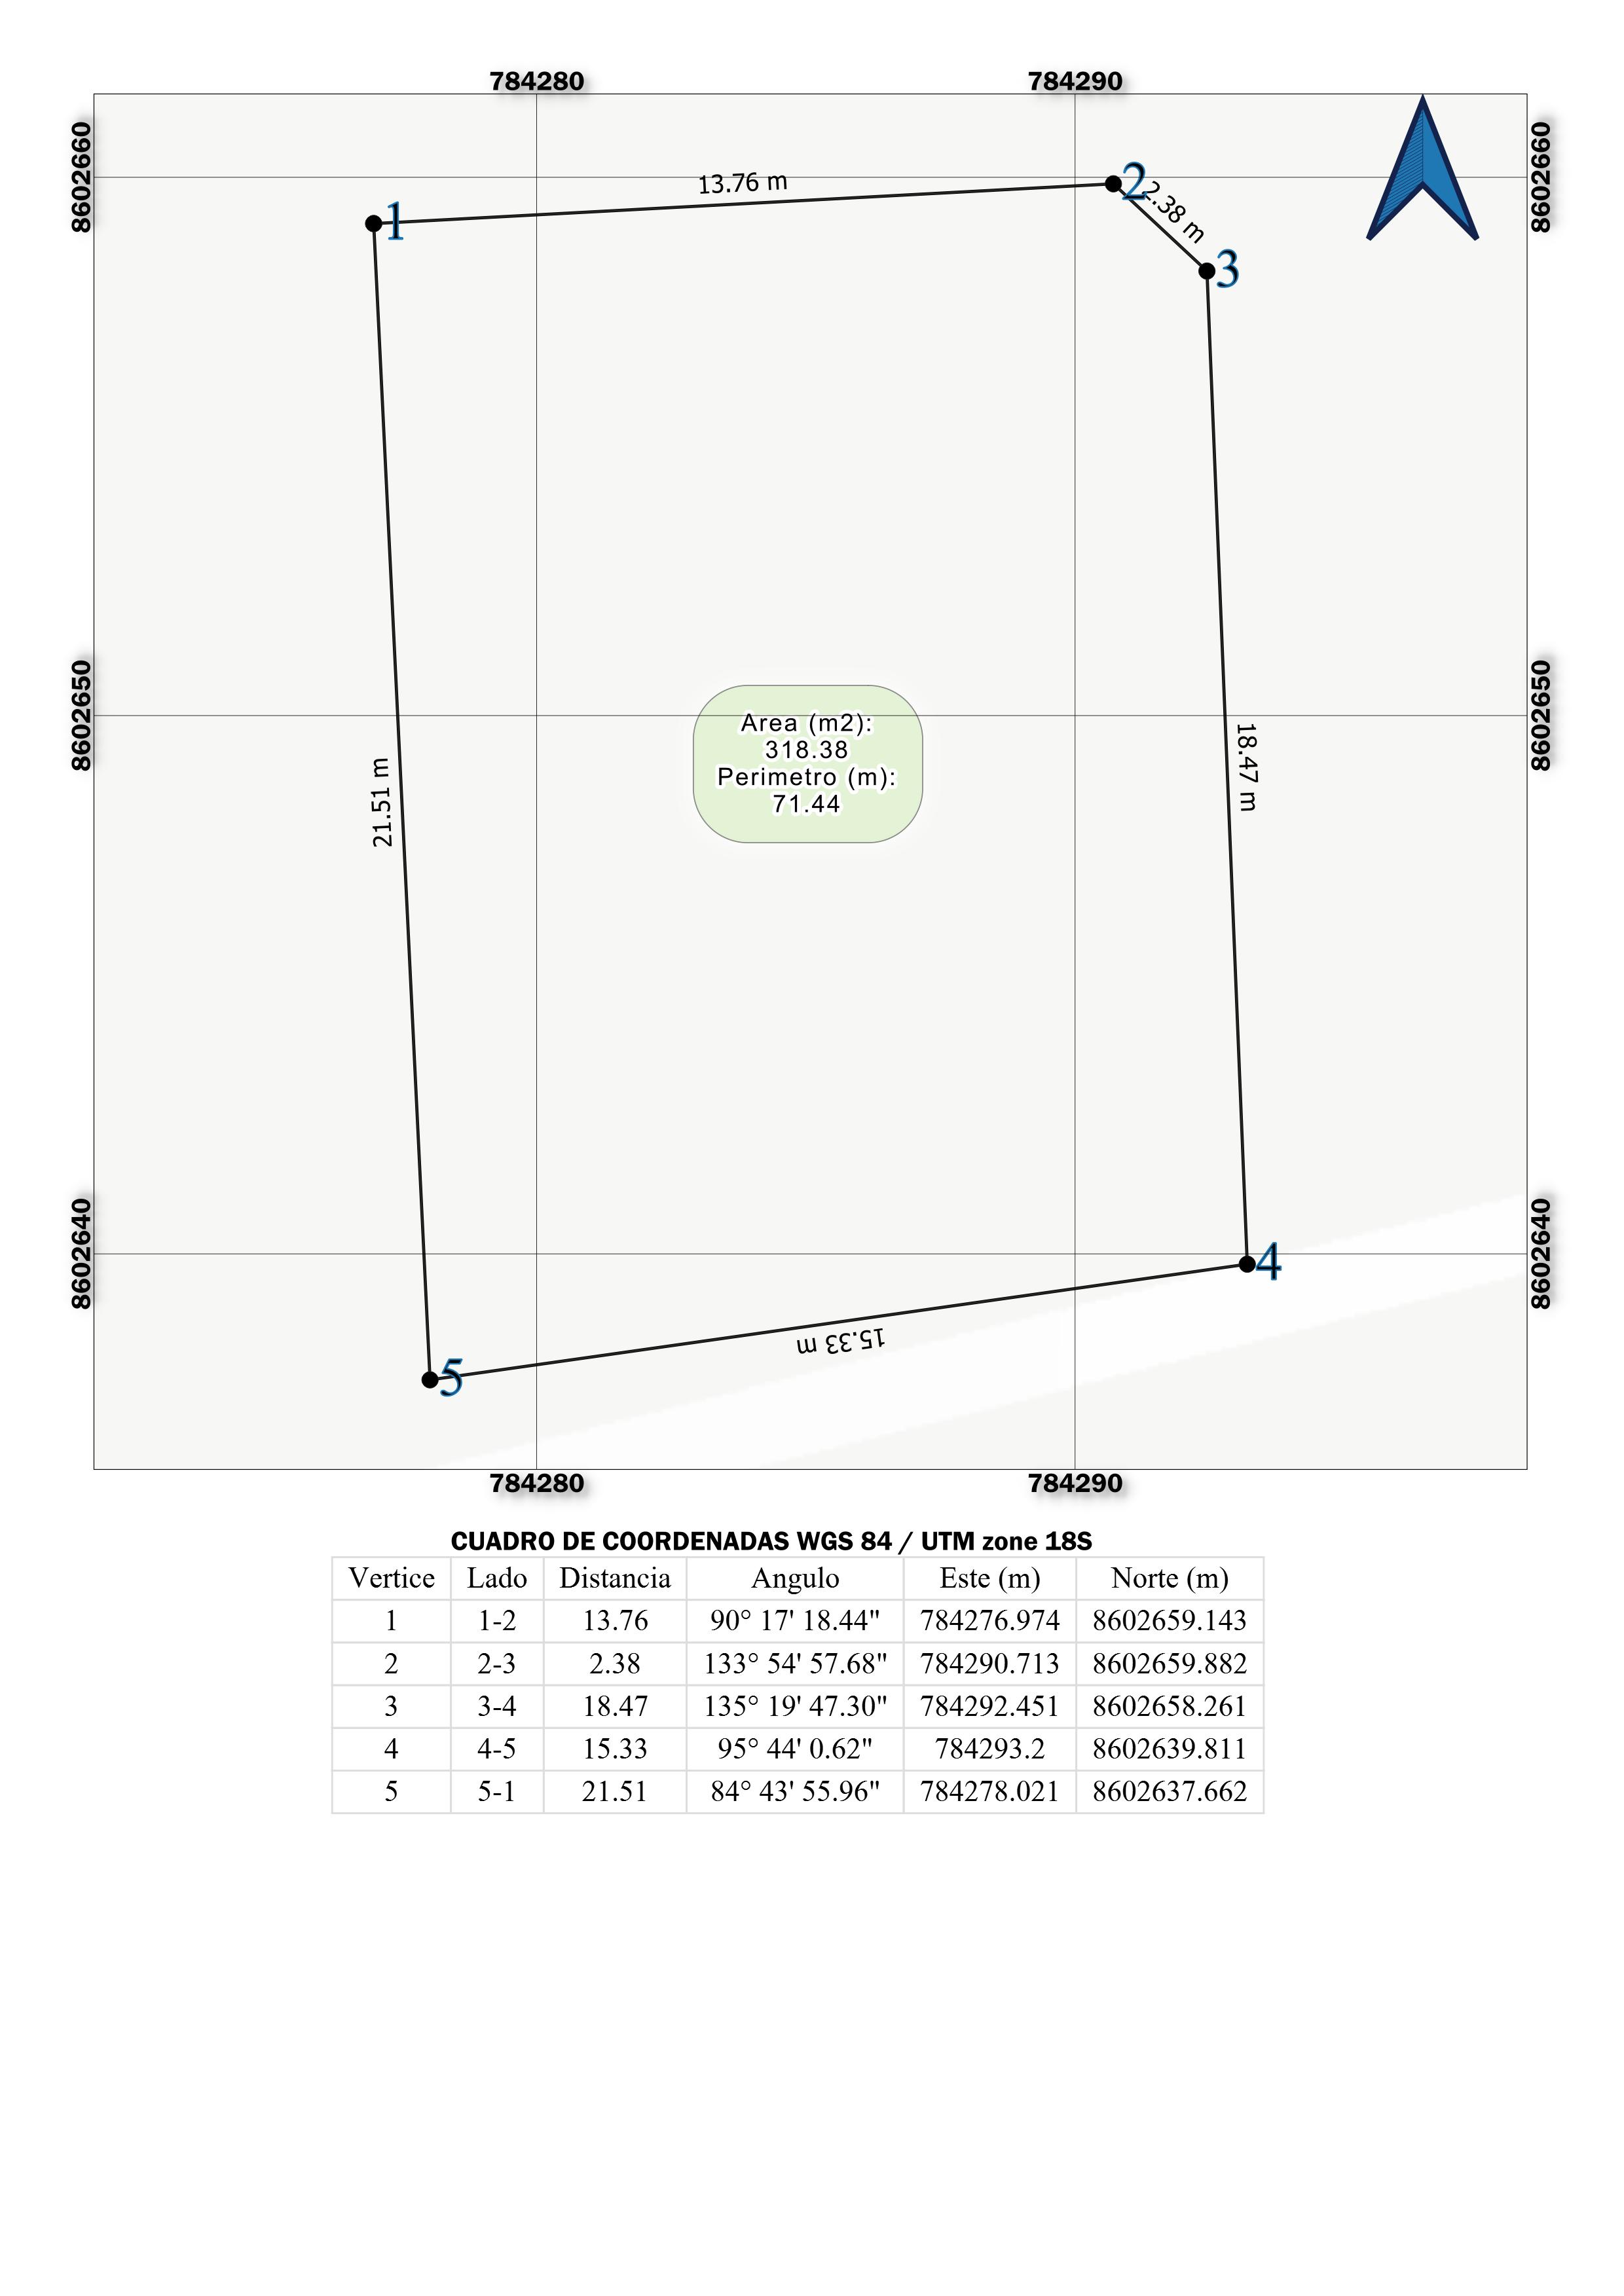 784280 784290
8602660 8602660
13.76 m
2
2.38 m
1
3
8602650 8602650
Area (m2):
318.38
Perimetro (m):
71.44
21.51 m
18.47 m
8602640 8602640
4
15.33 m
5
784280 784290
CUADRO DE COORDENADAS WGS 84 / UTM zone 18S
Vertice Lado Distancia Angulo Este (m) Norte (m)
1 1-2 13.76 90° 17' 18.44" 784276.974 8602659.143
2 2-3 2.38 133° 54' 57.68" 784290.713 8602659.882
3 3-4 18.47 135° 19' 47.30" 784292.451 8602658.261
4 4-5 15.33 95° 44' 0.62" 784293.2 8602639.811
5 5-1 21.51 84° 43' 55.96" 784278.021 8602637.662